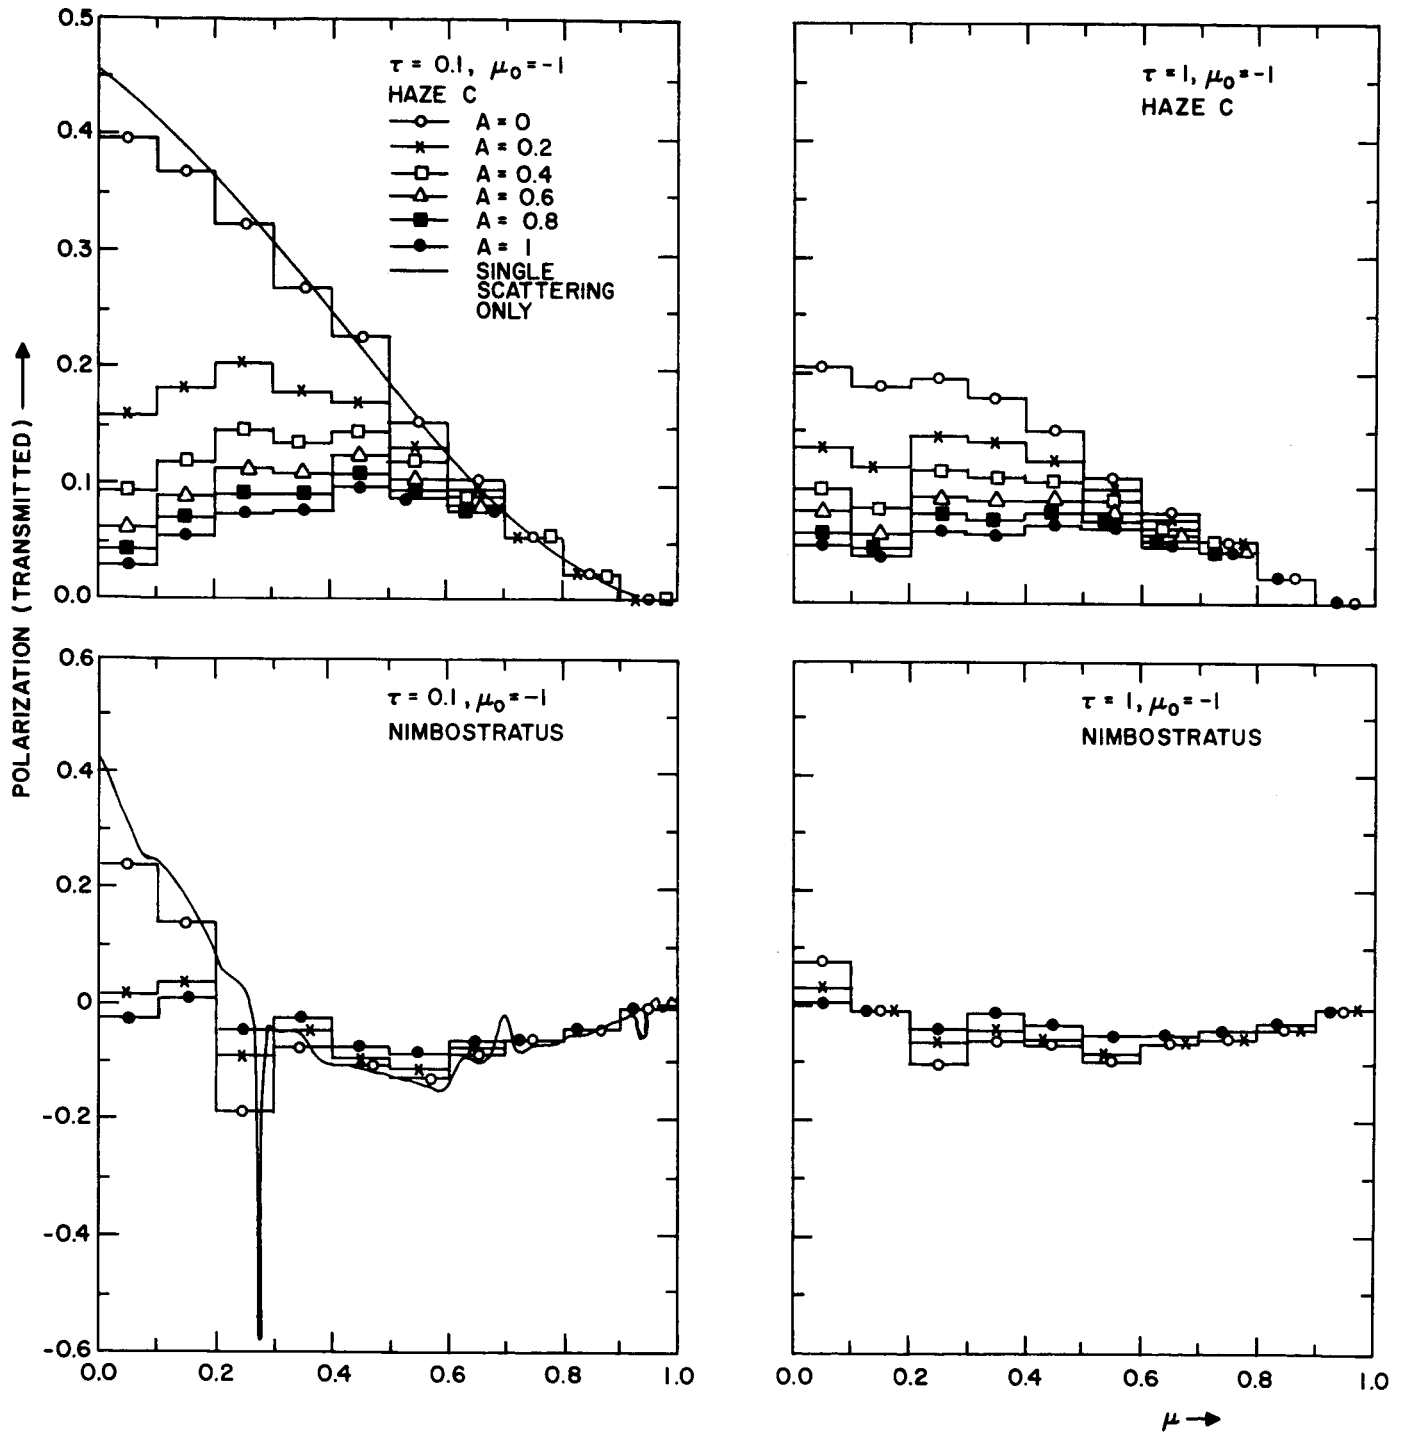 0.5
0.4
0.3
0.2
0.1
0.0
τ = 0.1, μ₀ = −1
HAZE C
A = 0
A = 0.2
A = 0.4
A = 0.6
A = 0.8
A = 1
SINGLE
SCATTERING
ONLY
τ = 1, μ₀ = −1
HAZE C
POLARIZATION (TRANSMITTED) →
0.6
0.4
0.2
0
-0.2
-0.4
-0.6
τ = 0.1, μ₀ = −1
NIMBOSTRATUS
τ = 1, μ₀ = −1
NIMBOSTRATUS
0.0 0.2 0.4 0.6 0.8 1.0
0.0 0.2 0.4 0.6 0.8 1.0
μ →